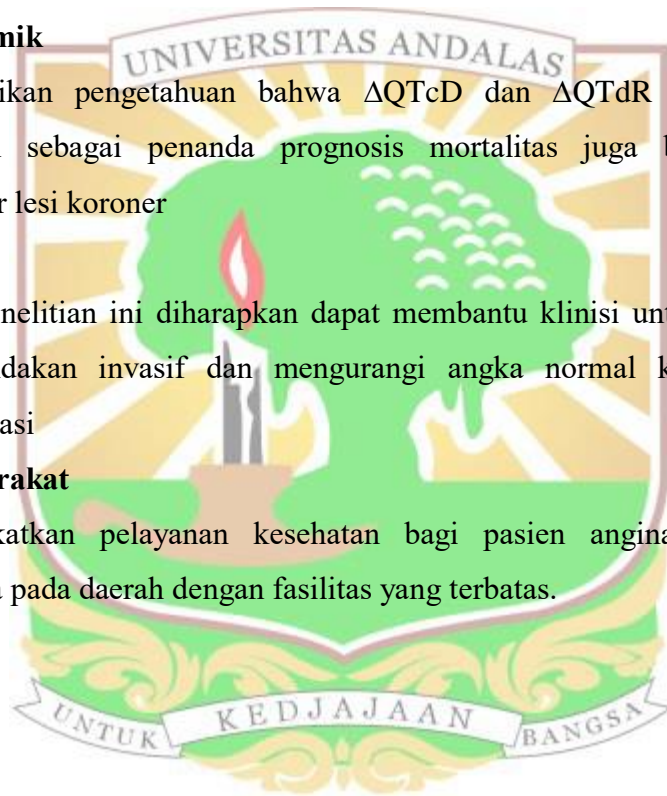 mik
UNIVERSITAS ANDALAS
ikan pengetahuan bahwa ΔQTcD dan ΔQTdR
sebagai penanda prognosis mortalitas juga
r lesi koroner
nelitian ini diharapkan dapat membantu klinisi unt
dakan invasif dan mengurangi angka normal k
asi
rakat
katkan pelayanan kesehatan bagi pasien angina
a pada daerah dengan fasilitas yang terbatas.
UNTUK KEDJAJAAN BANGSA